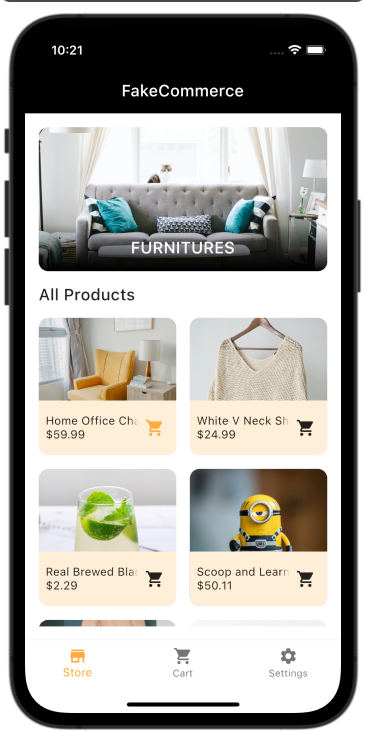 10:21
FakeCommerce
FURNITURES
All Products
Home Office Cha
$59.99
White V Neck Sh
$24.99
Real Brewed Blac
$2.29
Scoop and Learn
$50.11
Store
Cart
Settings